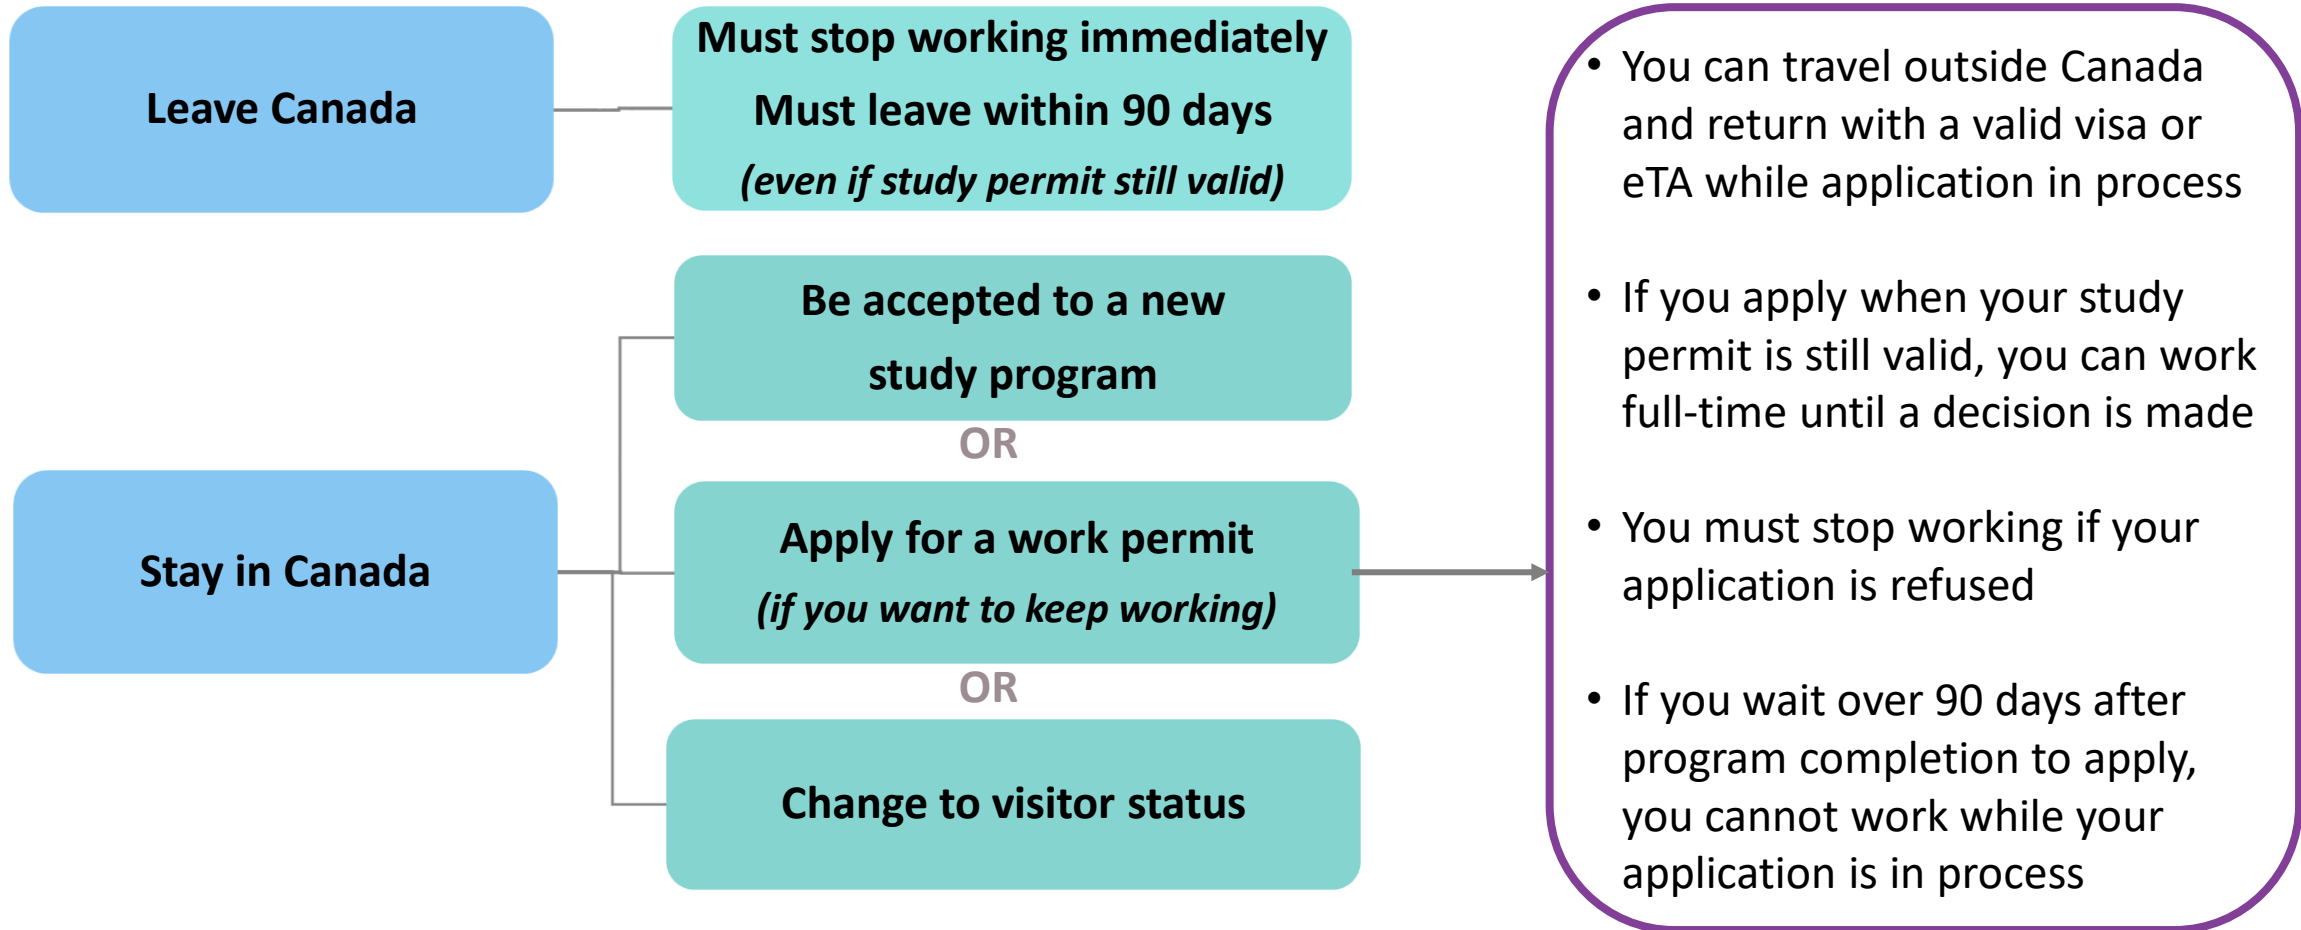 Leave Canada
Must stop working immediately
Must leave within 90 days
(even if study permit still valid)
Stay in Canada
Be accepted to a new
study program
OR
Apply for a work permit
(if you want to keep working)
OR
Change to visitor status
• You can travel outside Canada
and return with a valid visa or
eTA while application in process
• If you apply when your study
permit is still valid, you can work
full-time until a decision is made
• You must stop working if your
application is refused
• If you wait over 90 days after
program completion to apply,
you cannot work while your
application is in process